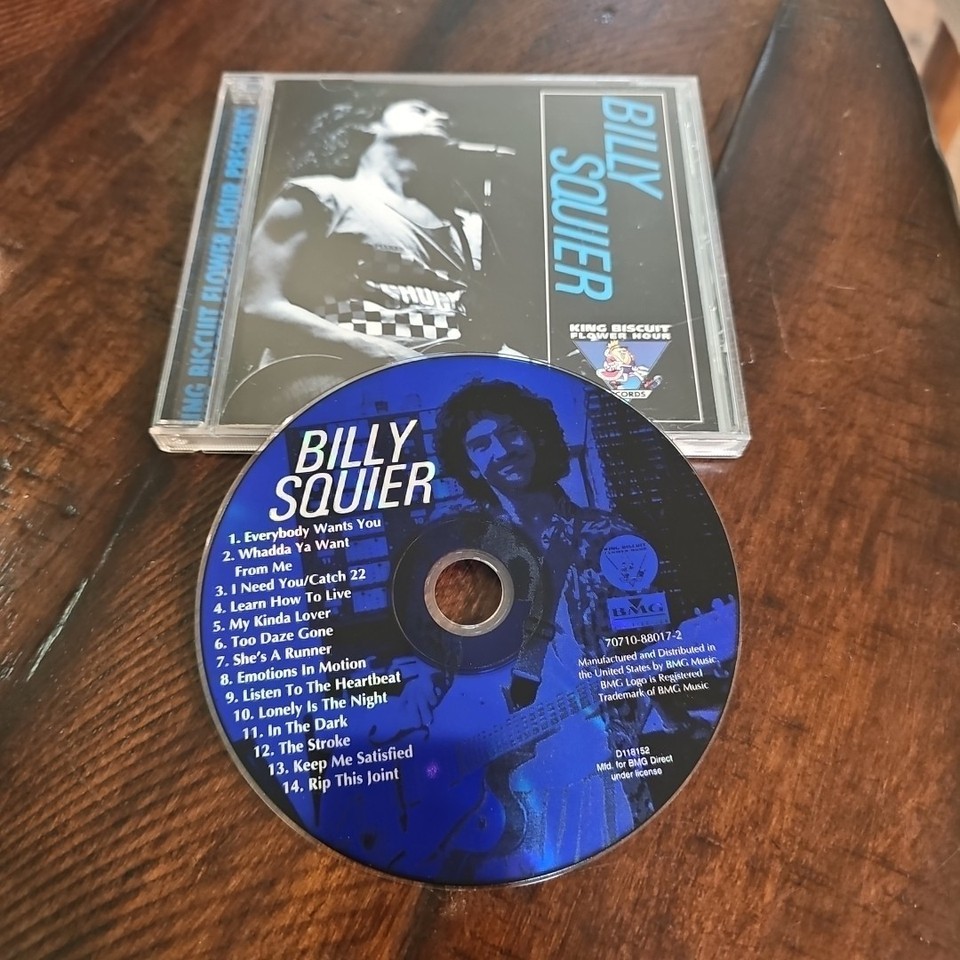 KING BISCUIT FLOWER HOUR PRESENTS
BILLY
SQUIER
KING BISCUIT
FLOWER HOUR
BILLY
SQUIER
1. Everybody Wants You
2. Whadda Ya Want
From Me
3. I Need You/Catch 22
4. Learn How To Live
5. My Kinda Lover
6. Too Daze Gone
7. She's A Runner
8. Emotions In Motion
9. Listen To The Heartbeat
10. Lonely Is The Night
11. In The Dark
12. The Stroke
13. Keep Me Satisfied
14. Rip This Joint
KING BISCUIT
FLOWER HOUR
BMG
70710-88017-2
Manufactured and Distributed in
the United States by BMG Music
BMG Logo is Registered
Trademark of BMG Music
D118152
Mfd. for BMG Direct
under license